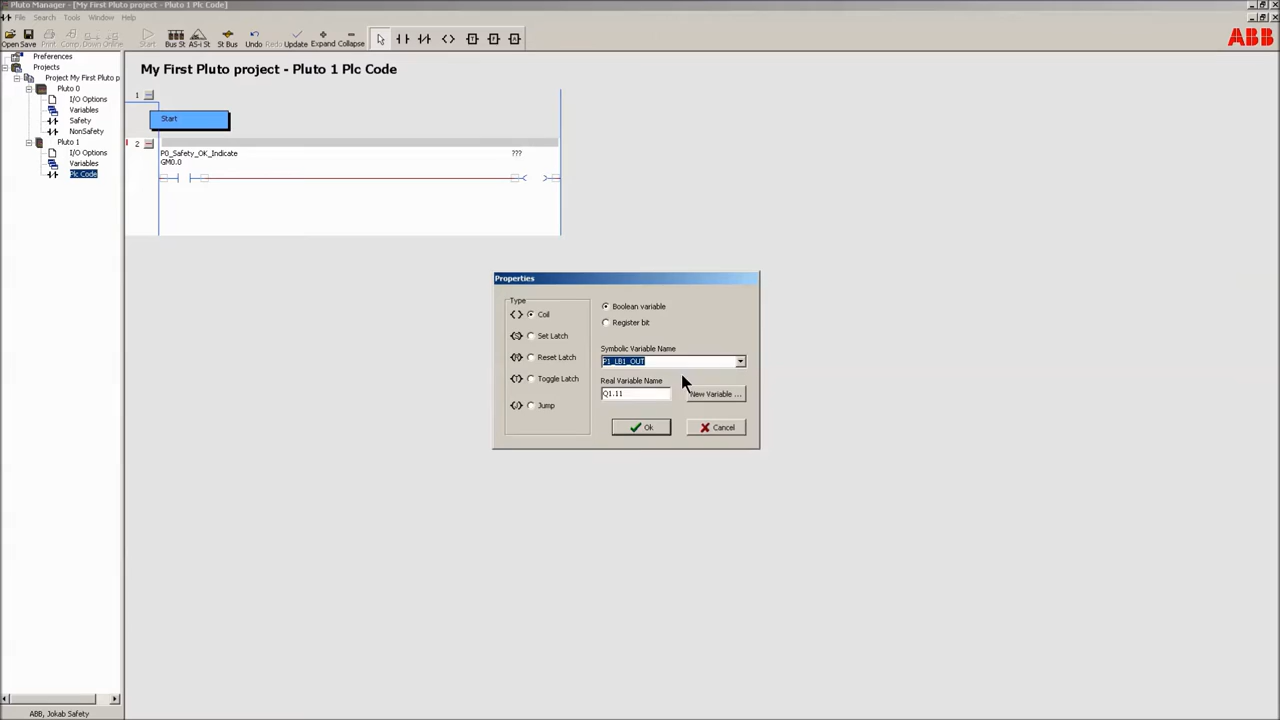 Pluto Manager - [My First Pluto project - Pluto 1 Plc Code]
File Search Tools Window Help
Open Save Print Comp. Down Online Start Bus St AS-i St St Bus Undo Redo Update Expand Collapse
ABB
Preferences
Projects
Project My First Pluto p
Pluto 0
I/O Options
Variables
Safety
NonSafety
Pluto 1
I/O Options
Variables
Plc Code
My First Pluto project - Pluto 1 Plc Code
1
Start
2
P0_Safety_OK_Indicate ???
GM0.0
Properties
Type
Coil
Set Latch
Reset Latch
Toggle Latch
Jump
Boolean variable
Register bit
Symbolic Variable Name
P1_LB1_OUT
Real Variable Name
Q1.11
New Variable ...
Ok
Cancel
ABB, Jokab Safety